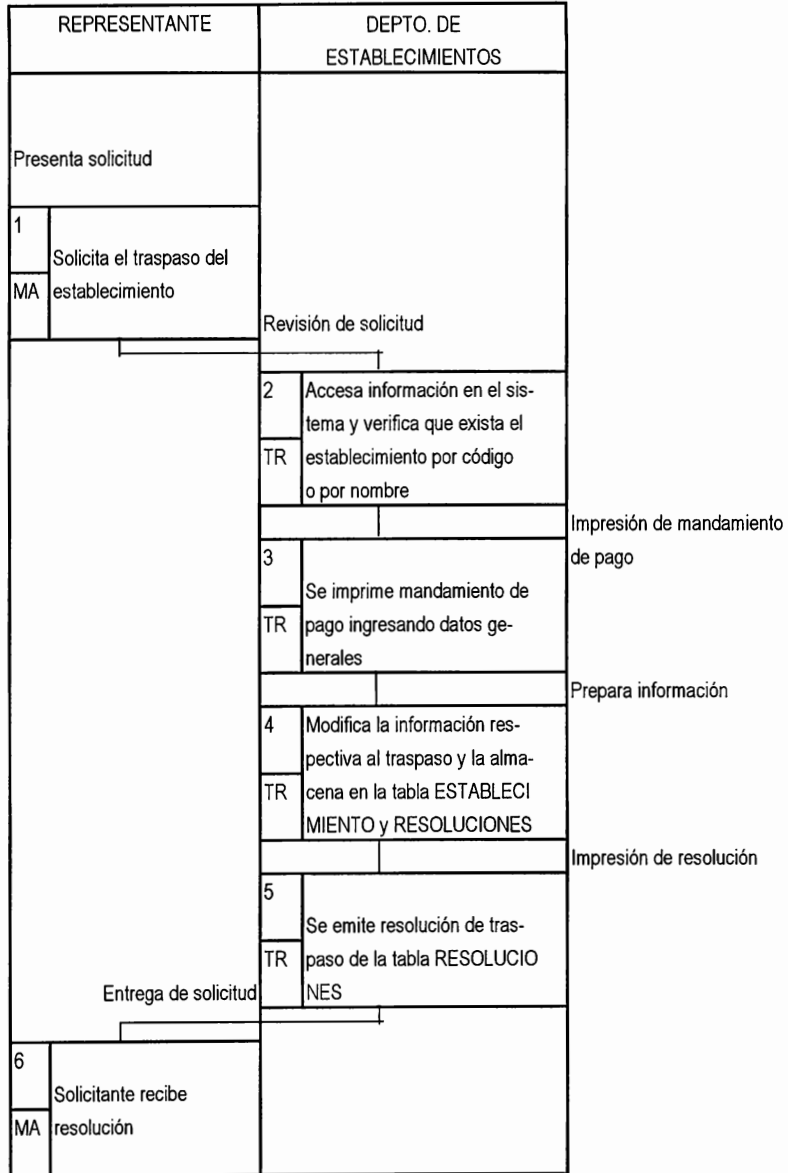 REPRESENTANTE
DEPTO. DE
ESTABLECIMIENTOS
Presenta solicitud
1
Solicita el traspaso del
MA
establecimiento
Revisión de solicitud
2
Accesa información en el sis-
tema y verifica que exista el
TR
establecimiento por código
o por nombre
Impresión de mandamiento
de pago
3
Se imprime mandamiento de
TR
pago ingresando datos ge-
nerales
Prepara información
4
Modifica la información res-
pectiva al traspaso y la alma-
TR
cena en la tabla ESTABLECI
MIENTO y RESOLUCIONES
Impresión de resolución
5
Se emite resolución de tras-
TR
paso de la tabla RESOLUCIO
NES
Entrega de solicitud
6
Solicitante recibe
MA
resolución